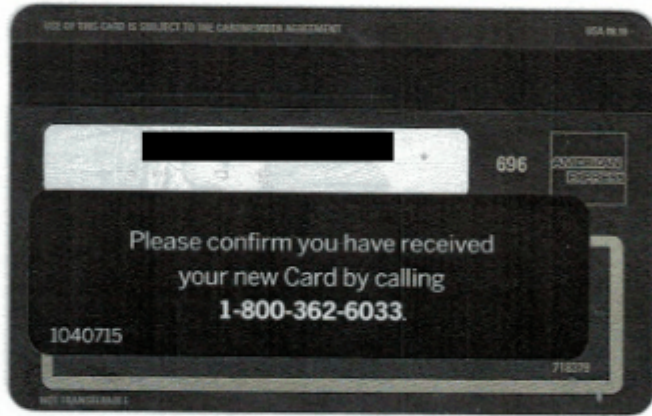 USE OF THIS CARD IS SUBJECT TO THE CARDMEMBER AGREEMENT
696
AMERICAN
EXPRESS
Please confirm you have received
your new Card by calling
1-800-362-6033.
1040715
718379
NOT TRANSFERABLE